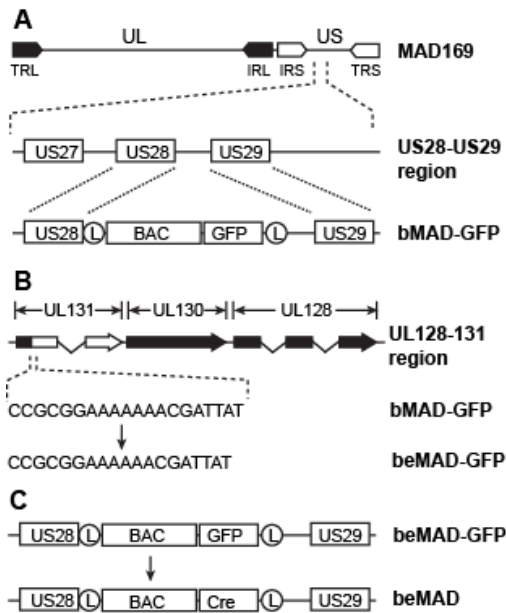 A
UL
US
MAD169
TRL
IRL
IRS
TRS
US27
US28
US29
US28-US29
region
US28
L
BAC
GFP
L
US29
bMAD-GFP
B
UL131
UL130
UL128
UL128-131
region
CCGCGGAAAAAAACGATTAT
bMAD-GFP
CCGCGGAAAAAACGATTAT
beMAD-GFP
C
US28
L
BAC
GFP
L
US29
beMAD-GFP
US28
L
BAC
Cre
L
US29
beMAD